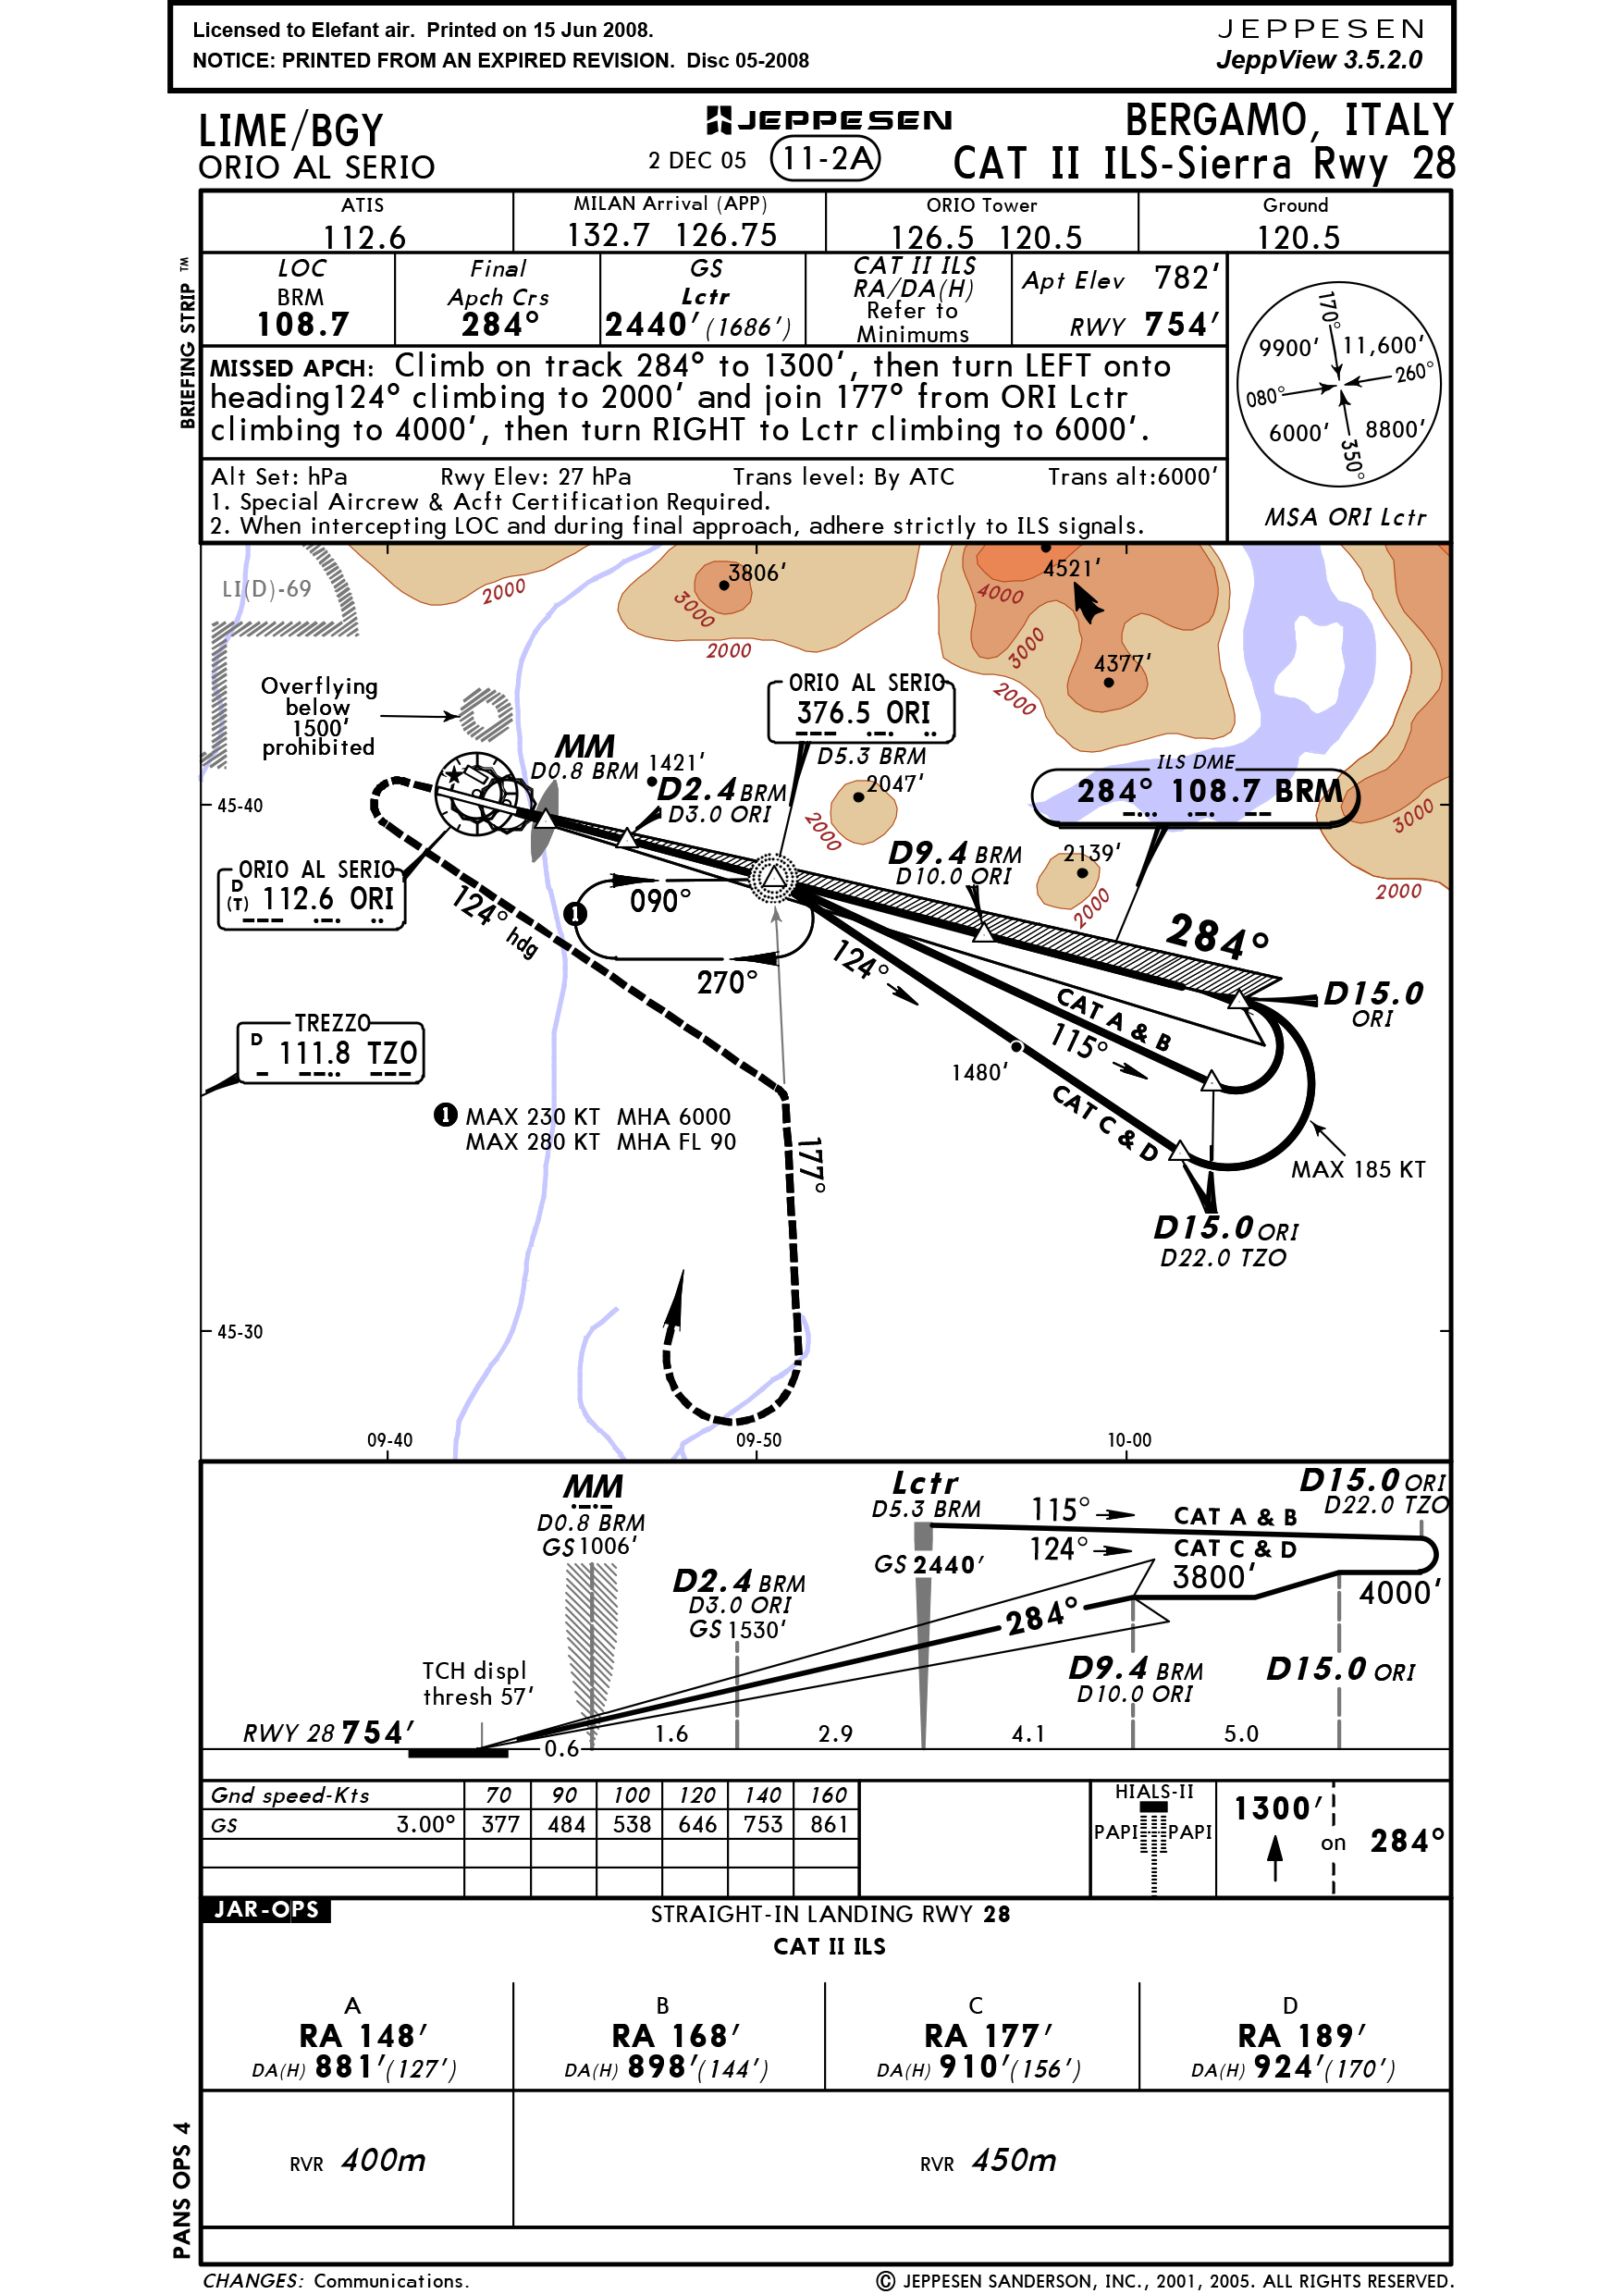 Licensed to Elefant air. Printed on 15 Jun 2008.
NOTICE: PRINTED FROM AN EXPIRED REVISION. Disc 05-2008
JEPPESEN
JeppView 3.5.2.0
LIME/BGY
ORIO AL SERIO
JEPPESEN
2 DEC 05 11-2A
BERGAMO, ITALY
CAT II ILS-Sierra Rwy 28
BRIEFING STRIP ™
ATIS
112.6
MILAN Arrival (APP)
132.7 126.75
ORIO Tower
126.5 120.5
Ground
120.5
LOC
BRM
108.7
Final
Apch Crs
284°
GS
Lctr
2440' (1686')
CAT II ILS
RA/DA(H)
Refer to
Minimums
Apt Elev 782'
RWY 754'
MISSED APCH: Climb on track 284° to 1300', then turn LEFT onto
heading124° climbing to 2000' and join 177° from ORI Lctr
climbing to 4000', then turn RIGHT to Lctr climbing to 6000'.
Alt Set: hPa Rwy Elev: 27 hPa Trans level: By ATC Trans alt:6000'
1. Special Aircrew & Acft Certification Required.
2. When intercepting LOC and during final approach, adhere strictly to ILS signals.
170°
9900' 11,600'
260°
080°
6000' 8800'
350°
MSA ORI Lctr
LI(D)-69
2000
3806'
3000
2000
4521'
4000
3000
4377'
2000
Overflying
below
1500'
prohibited
ORIO AL SERIO
376.5 ORI
D5.3 BRM
MM
D0.8 BRM
1421'
D2.4 BRM
D3.0 ORI
2047'
2000
ILS DME
284° 108.7 BRM
3000
2000
45-40
D9.4 BRM
D10.0 ORI
2139'
2000
ORIO AL SERIO
D
(T) 112.6 ORI
124° hdg
090°
1
270°
124°
284°
D15.0
ORI
CAT A & B
115°
1480'
CAT C & D
TREZZO
D 111.8 TZO
1 MAX 230 KT MHA 6000
MAX 280 KT MHA FL 90
177°
MAX 185 KT
D15.0 ORI
D22.0 TZO
45-30
09-40
09-50
10-00
MM
D0.8 BRM
GS 1006'
Lctr
D5.3 BRM
GS 2440'
115°
CAT A & B
124°
CAT C & D
3800'
D15.0 ORI
D22.0 TZO
4000'
D2.4 BRM
D3.0 ORI
GS 1530'
284°
D9.4 BRM
D10.0 ORI
D15.0 ORI
TCH displ
thresh 57'
RWY 28 754'
0.6
1.6
2.9
4.1
5.0
Gnd speed-Kts 70 90 100 120 140 160
GS 3.00° 377 484 538 646 753 861
HIALS-II
PAPI PAPI
1300'
on 284°
JAR-OPS
STRAIGHT-IN LANDING RWY 28
CAT II ILS
A
RA 148'
DA(H) 881'(127')
B
RA 168'
DA(H) 898'(144')
C
RA 177'
DA(H) 910'(156')
D
RA 189'
DA(H) 924'(170')
RVR 400m
RVR 450m
PANS OPS 4
CHANGES: Communications.
© JEPPESEN SANDERSON, INC., 2001, 2005. ALL RIGHTS RESERVED.